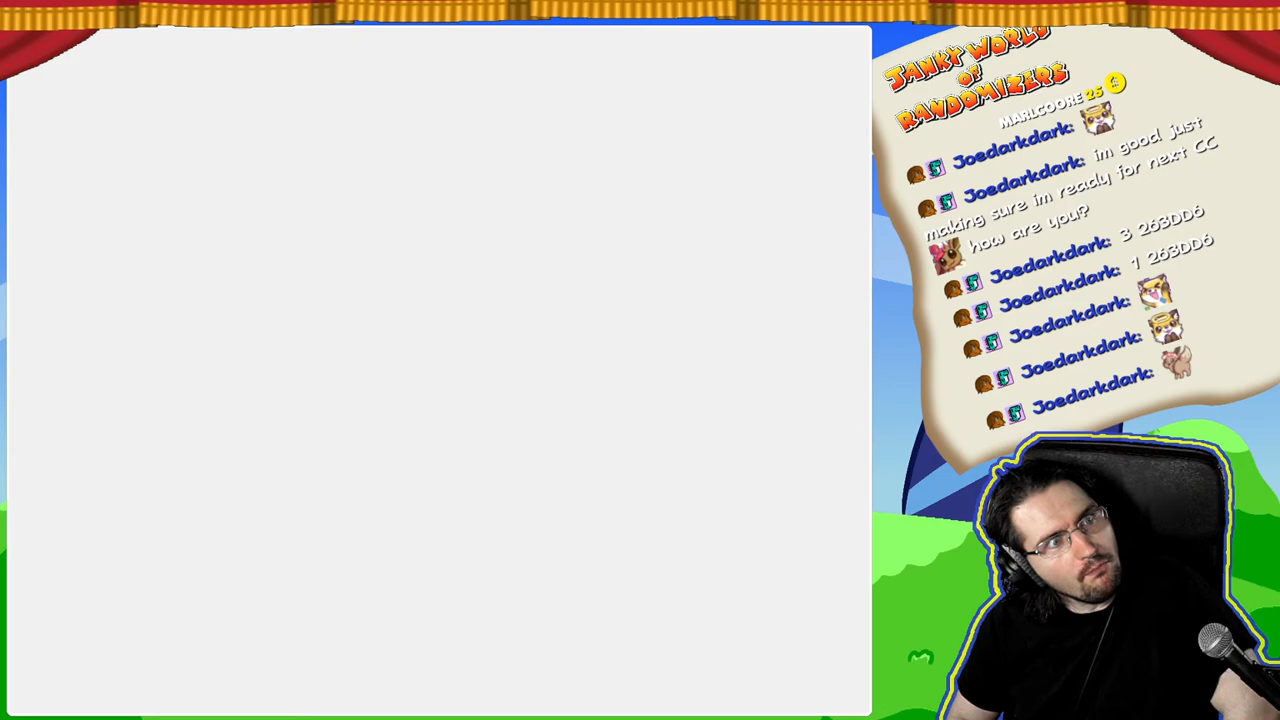 JANKY WORLD
OF
RANDOMIZERS
MARLCOORE 25
Joedarkdark:
Joedarkdark: im good just
making sure im ready for next CC
how are you?
Joedarkdark: 3 263DD6
Joedarkdark: 1 263DD6
Joedarkdark:
Joedarkdark:
Joedarkdark: